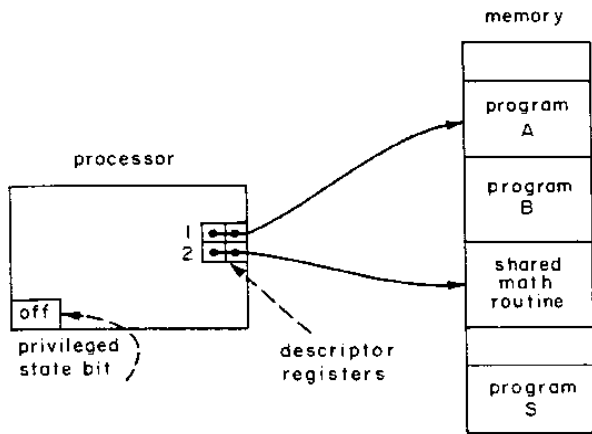 memory
program
A
processor
program
B
1
2
shared
math
routine
off
privileged
state bit
descriptor
registers
program
S